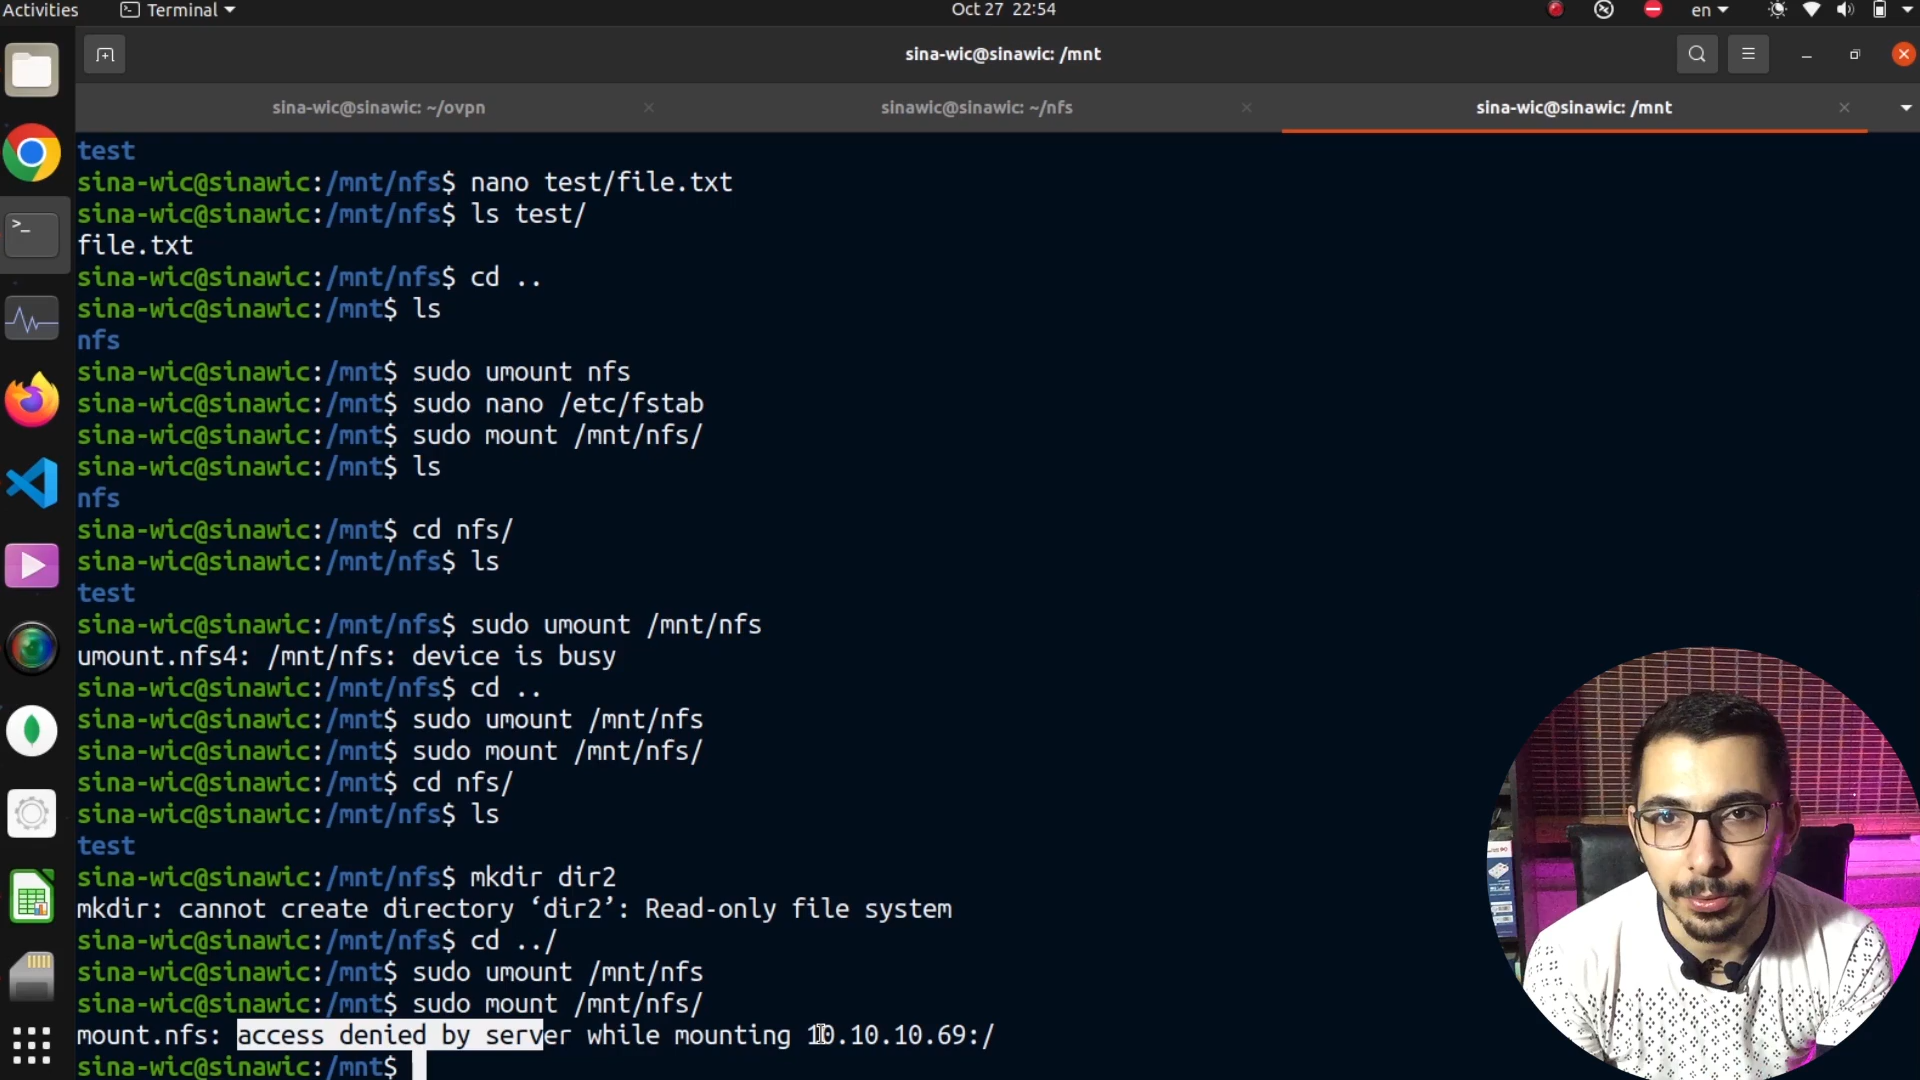 Activities
Terminal
Oct 27 22:54
en
sina-wic@sinawic: /mnt
sina-wic@sinawic: ~/ovpn
sinawic@sinawic: ~/nfs
sina-wic@sinawic: /mnt
test
sina-wic@sinawic:/mnt/nfs$ nano test/file.txt
sina-wic@sinawic:/mnt/nfs$ ls test/
file.txt
sina-wic@sinawic:/mnt/nfs$ cd ..
sina-wic@sinawic:/mnt$ ls
nfs
sina-wic@sinawic:/mnt$ sudo umount nfs
sina-wic@sinawic:/mnt$ sudo nano /etc/fstab
sina-wic@sinawic:/mnt$ sudo mount /mnt/nfs/
sina-wic@sinawic:/mnt$ ls
nfs
sina-wic@sinawic:/mnt$ cd nfs/
sina-wic@sinawic:/mnt/nfs$ ls
test
sina-wic@sinawic:/mnt/nfs$ sudo umount /mnt/nfs
umount.nfs4: /mnt/nfs: device is busy
sina-wic@sinawic:/mnt/nfs$ cd ..
sina-wic@sinawic:/mnt$ sudo umount /mnt/nfs
sina-wic@sinawic:/mnt$ sudo mount /mnt/nfs/
sina-wic@sinawic:/mnt$ cd nfs/
sina-wic@sinawic:/mnt/nfs$ ls
test
sina-wic@sinawic:/mnt/nfs$ mkdir dir2
mkdir: cannot create directory ‘dir2’: Read-only file system
sina-wic@sinawic:/mnt/nfs$ cd ../
sina-wic@sinawic:/mnt$ sudo umount /mnt/nfs
sina-wic@sinawic:/mnt$ sudo mount /mnt/nfs/
mount.nfs: access denied by server while mounting 10.10.10.69:/
sina-wic@sinawic:/mnt$